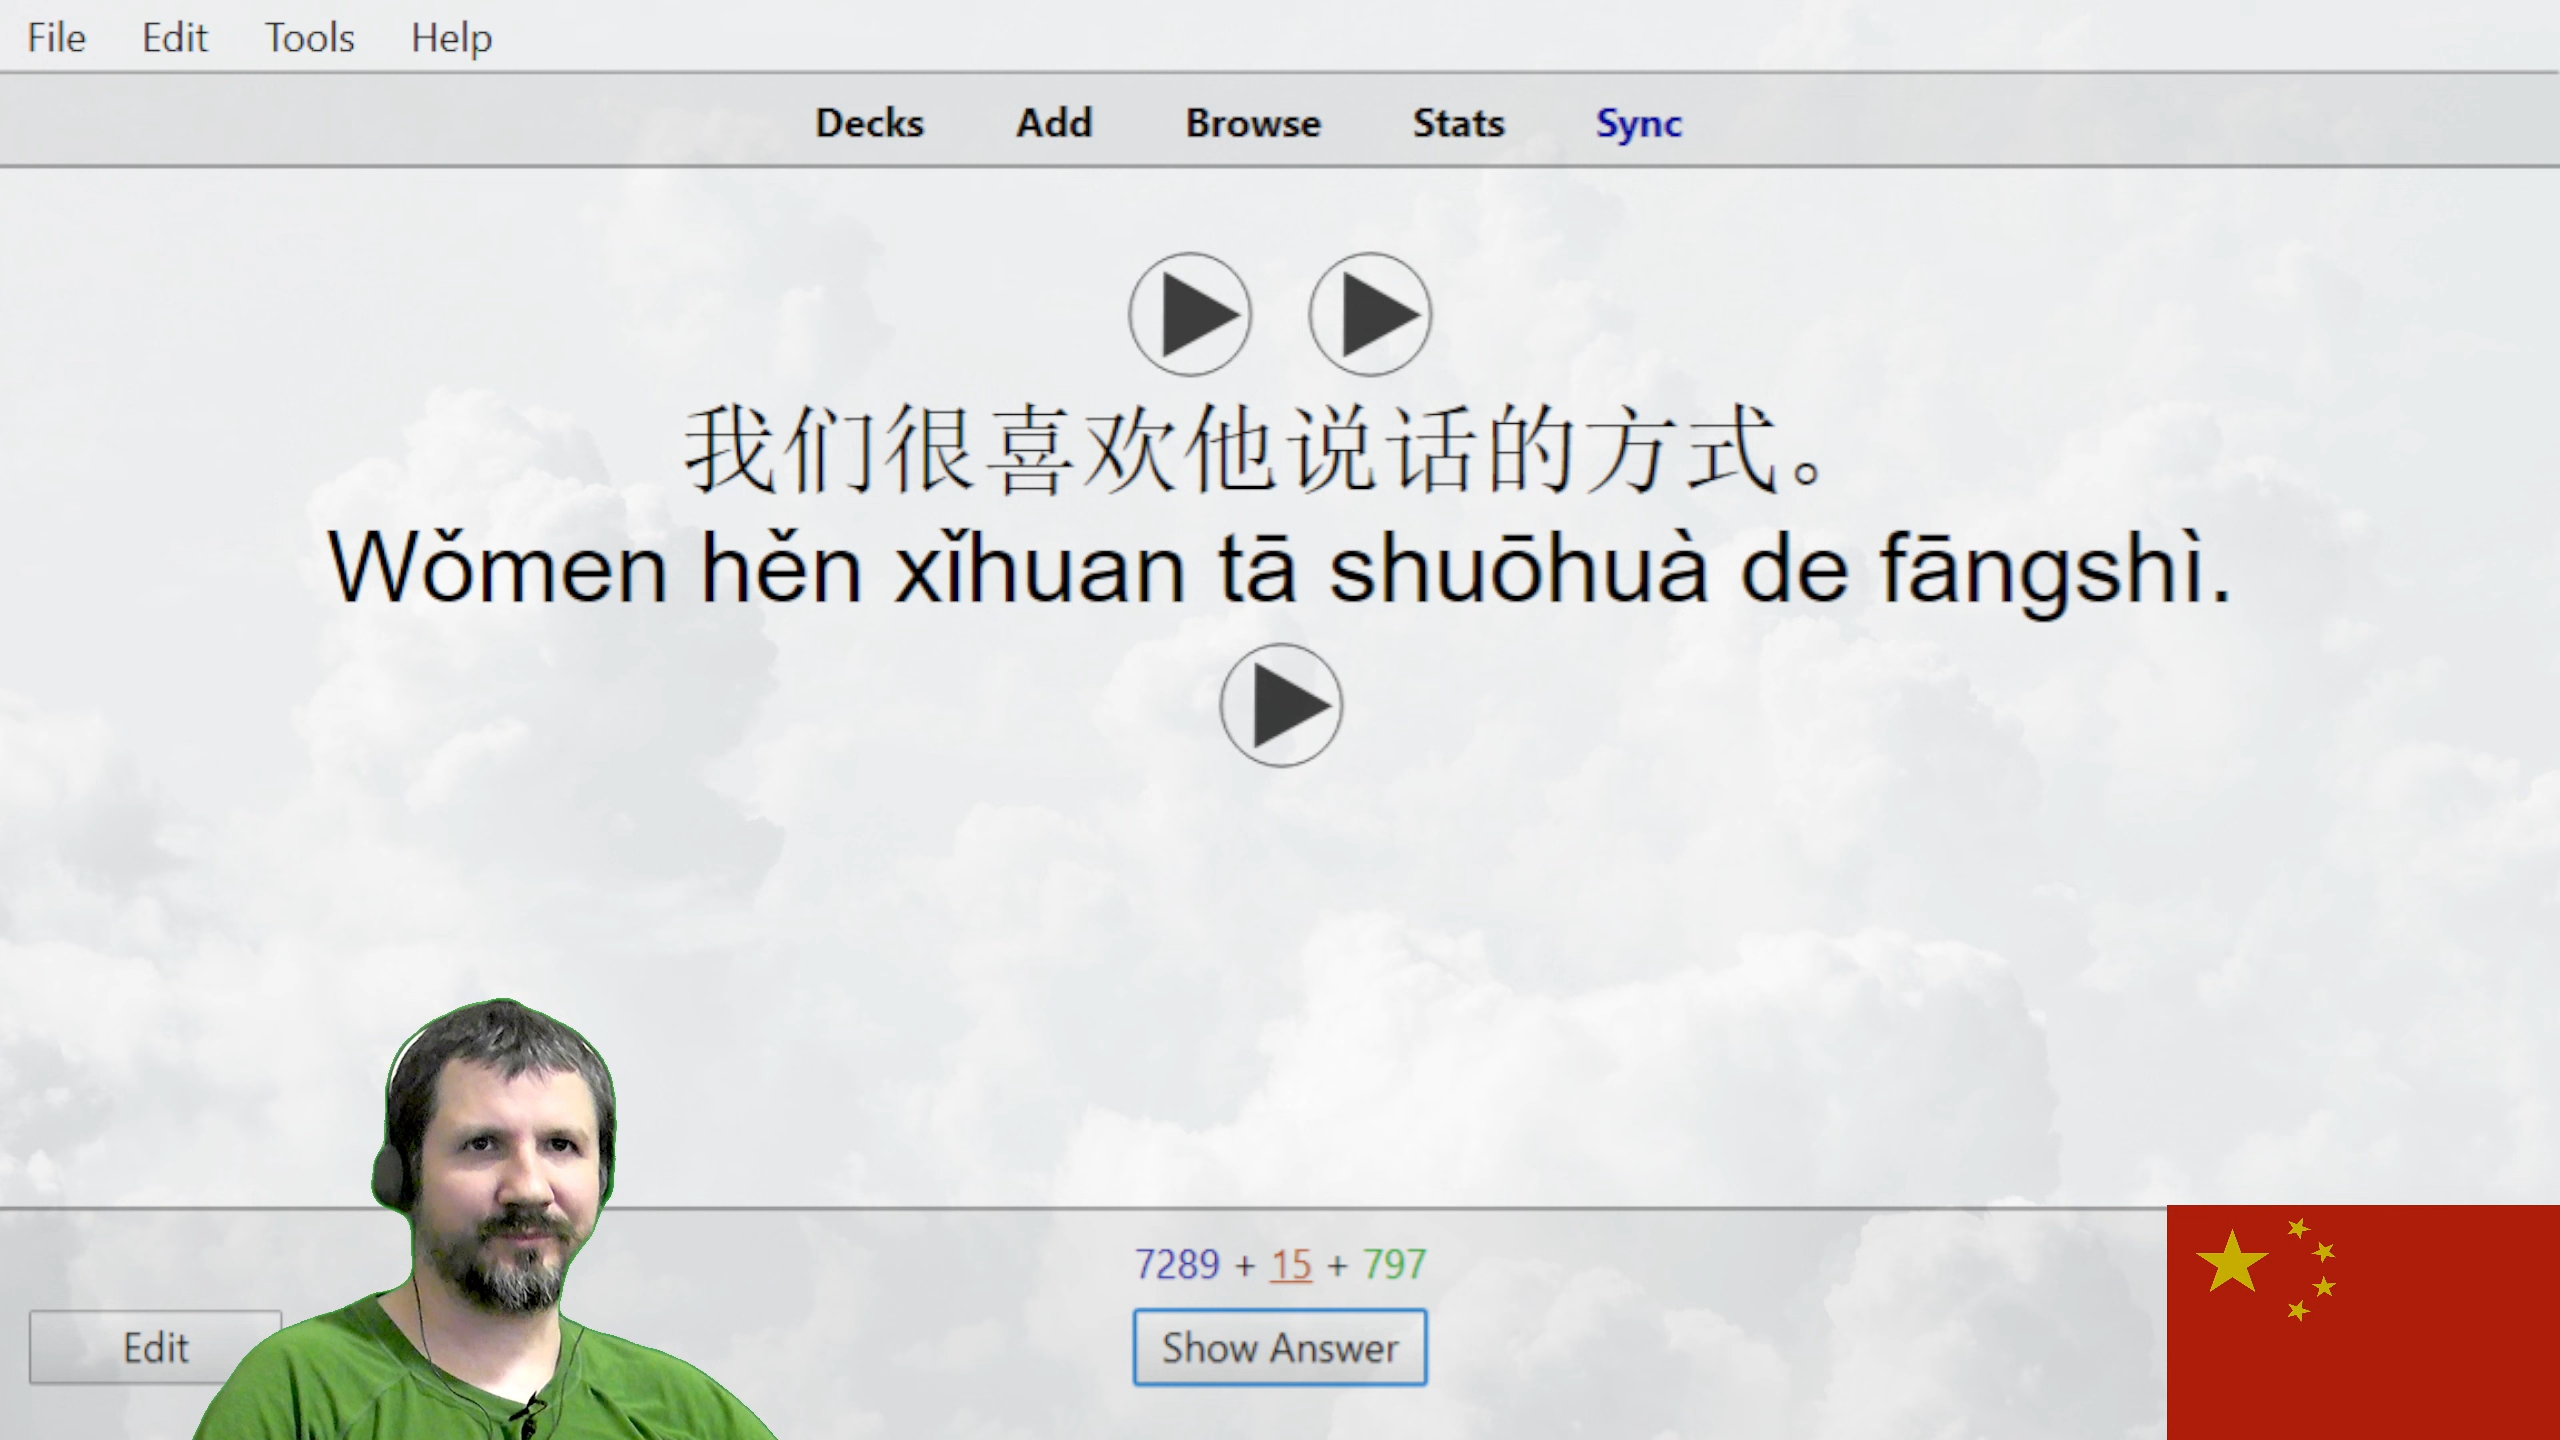 File Edit Tools Help
Decks Add Browse Stats Sync
我们很喜欢他说话的方式。
Wǒmen hěn xǐhuan tā shuōhuà de fāngshì.
7289 + 15 + 797
Edit Show Answer